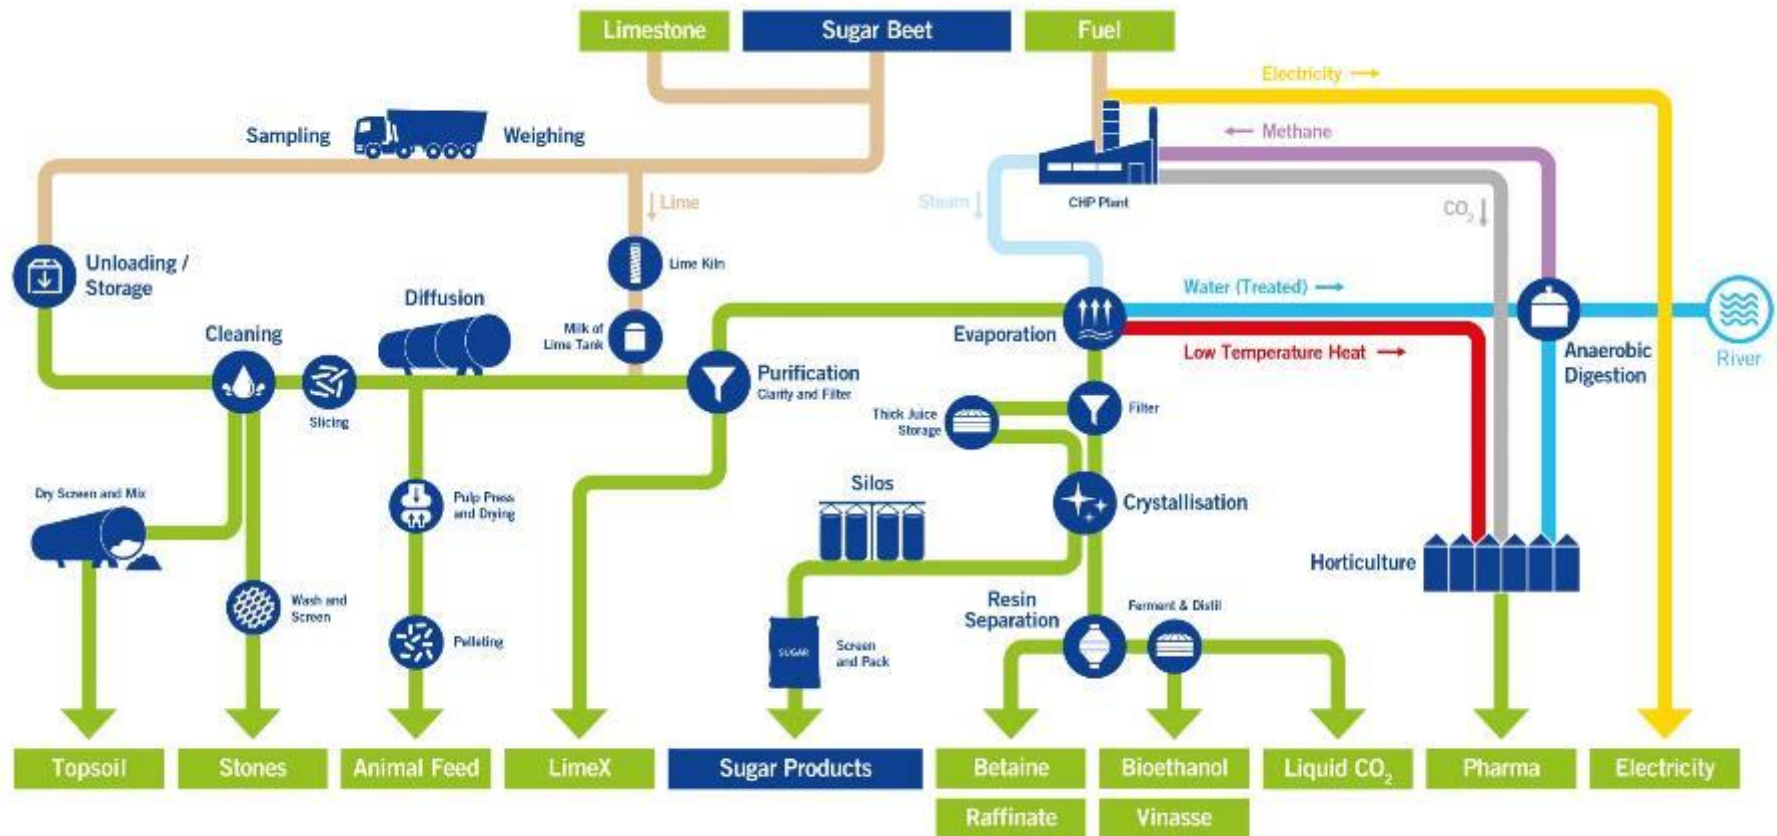 Limestone
Sugar Beet
Fuel
Electricity
Sampling
Weighing
Methane
Lime
Steam
CHP Plant
CO2
Unloading /
Storage
Lime Kiln
Diffusion
Water (Treated)
Cleaning
Milk of
Lime Tank
Evaporation
Low Temperature Heat
Anaerobic
Digestion
River
Purification
Clarity and Filter
Slicing
Thick Juice
Storage
Filter
Dry Screen and Mix
Pulp Press
and Drying
Silos
Crystallisation
Horticulture
Wash and
Screen
Resin
Separation
Ferment & Distil
Pelleting
SUGAR
Screen
and Pack
Topsoil
Stones
Animal Feed
LimeX
Sugar Products
Betaine
Bioethanol
Liquid CO2
Pharma
Electricity
Raffinate
Vinasse